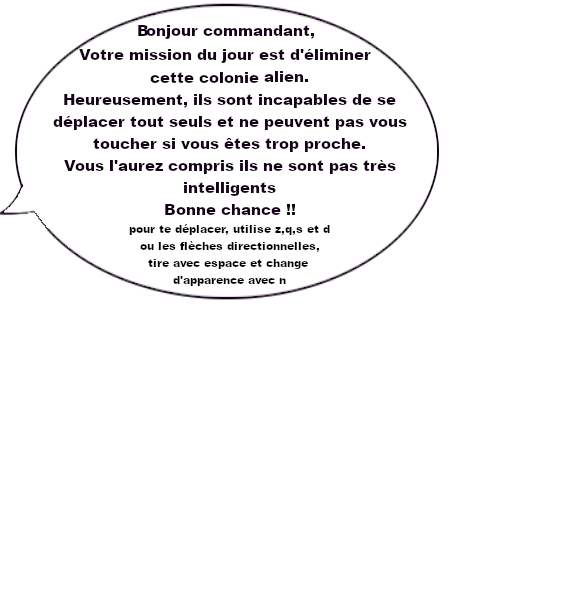 Bonjour commandant,
Votre mission du jour est d'éliminer
cette colonie alien.
Heureusement, ils sont incapables de se
déplacer tout seuls et ne peuvent pas vous
toucher si vous êtes trop proche.
Vous l'aurez compris ils ne sont pas très
intelligents
Bonne chance !!
pour te déplacer, utilise z,q,s et d
ou les flèches directionnelles,
tire avec espace et change
d'apparence avec n